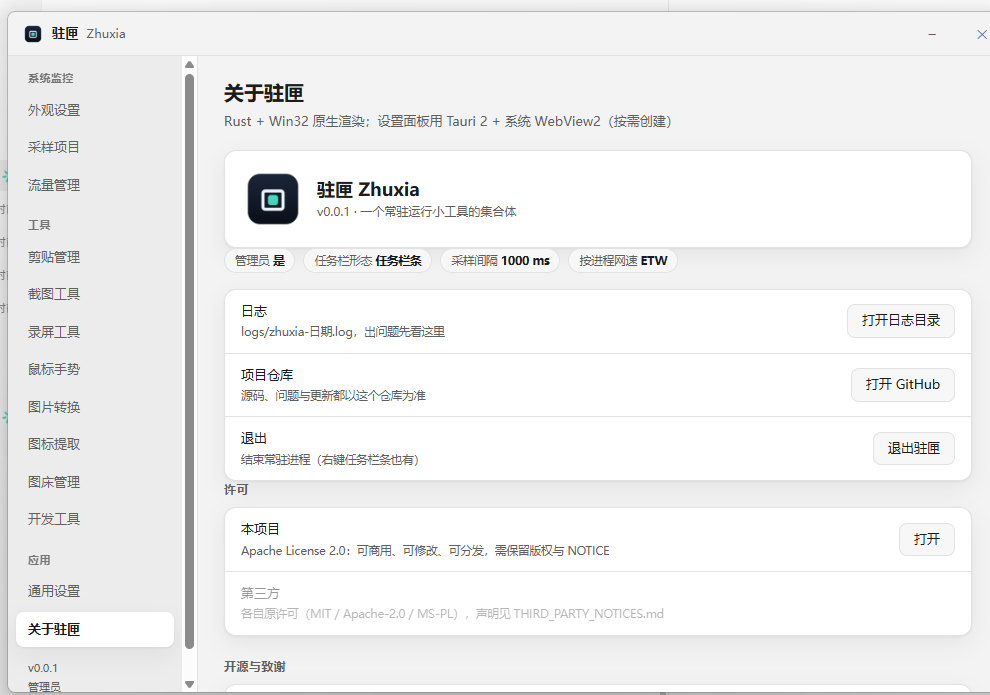 驻匣 Zhuxia
系统监控
外观设置
采样项目
流量管理
工具
剪贴管理
截图工具
录屏工具
鼠标手势
图片转换
图标提取
图床管理
开发工具
应用
通用设置
关于驻匣
v0.0.1
管理员
关于驻匣
Rust + Win32 原生渲染；设置面板用 Tauri 2 + 系统 WebView2（按需创建）
驻匣 Zhuxia
v0.0.1 · 一个常驻运行小工具的集合体
管理员 是 任务栏形态 任务栏条 采样间隔 1000 ms 按进程网速 ETW
日志
logs/zhuxia-日期.log，出问题先看这里
打开日志目录
项目仓库
源码、问题与更新都以这个仓库为准
打开 GitHub
退出
结束常驻进程（右键任务栏条也有）
退出驻匣
许可
本项目
Apache License 2.0：可商用、可修改、可分发，需保留版权与 NOTICE
打开
第三方
各自原许可（MIT / Apache-2.0 / MS-PL），声明见 THIRD_PARTY_NOTICES.md
开源与致谢